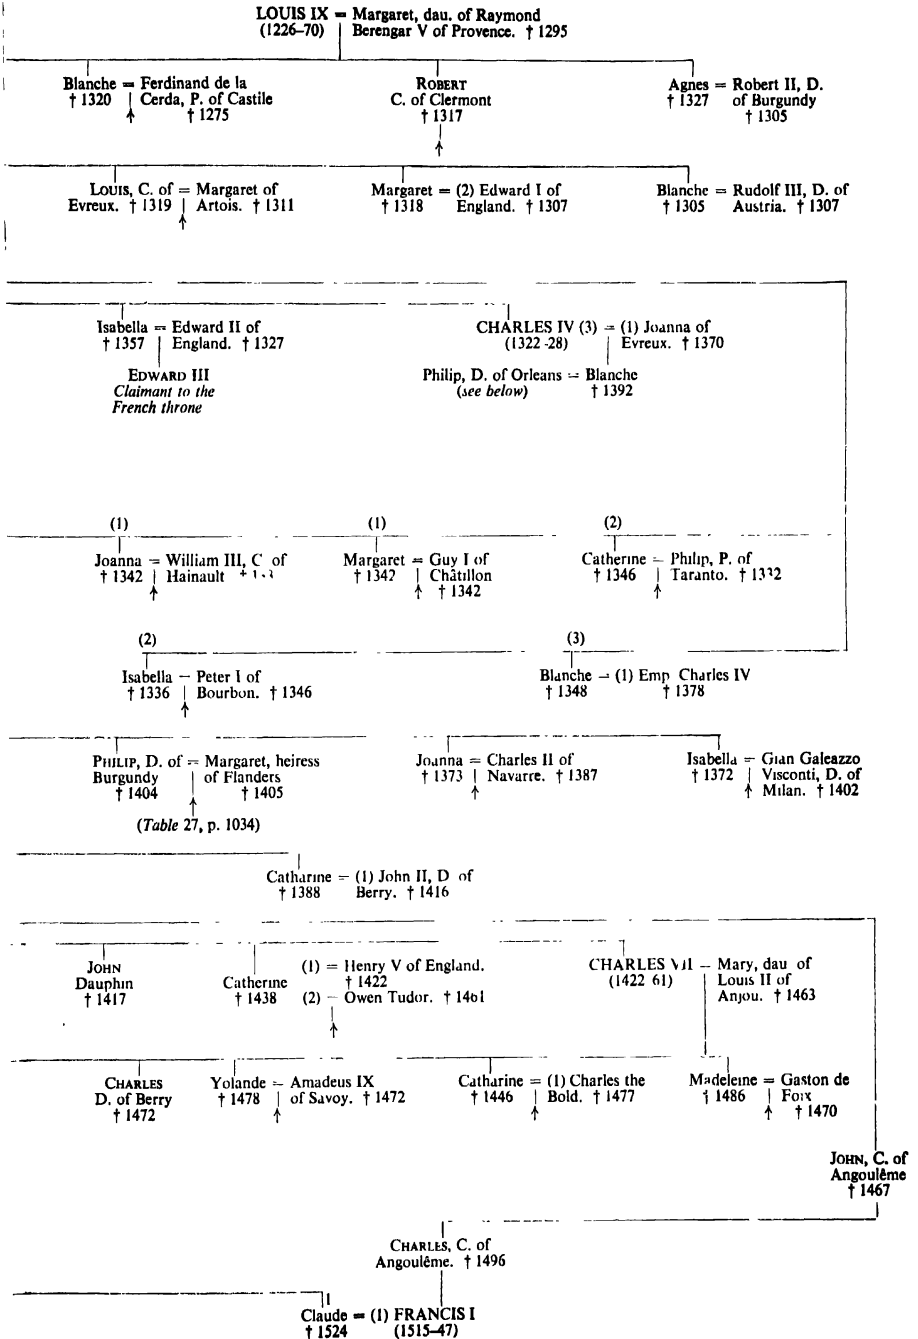 LOUIS IX = Margaret, dau. of Raymond
(1226–70) Berengar V of Provence. † 1295
Blanche = Ferdinand de la
† 1320 Cerda, P. of Castile
† 1275
ROBERT
C. of Clermont
† 1317
Agnes = Robert II, D.
† 1327 of Burgundy
† 1305
LOUIS, C. of = Margaret of
Evreux. † 1319 Artois. † 1311
Margaret = (2) Edward I of
† 1318 England. † 1307
Blanche = Rudolf III, D. of
† 1305 Austria. † 1307
Isabella = Edward II of
† 1357 England. † 1327
EDWARD III
Claimant to the
French throne
CHARLES IV (3) = (1) Joanna of
(1322-28) Evreux. † 1370
Philip, D. of Orleans = Blanche
(see below) † 1392
(1)
Joanna = William III, C of
† 1342 Hainault
(1)
Margaret = Guy I of
† 1342 Châtillon
† 1342
(2)
Catherine = Philip, P. of
† 1346 Taranto. † 1332
(2)
Isabella – Peter I of
† 1336 Bourbon. † 1346
(3)
Blanche = (1) Emp Charles IV
† 1348 † 1378
PHILIP, D. of = Margaret, heiress
Burgundy of Flanders
† 1404 † 1405
(Table 27, p. 1034)
Joanna = Charles II of
† 1373 Navarre. † 1387
Isabella = Gian Galeazzo
† 1372 Visconti, D. of
Milan. † 1402
Catharine = (1) John II, D of
† 1388 Berry. † 1416
JOHN
Dauphin
† 1417
Catherine
† 1438
(1) = Henry V of England.
† 1422
(2) – Owen Tudor. † 1461
CHARLES VII – Mary, dau of
(1422 61) Louis II of
Anjou. † 1463
CHARLES
D. of Berry
† 1472
Yolande = Amadeus IX
† 1478 of Savoy. † 1472
Catharine = (1) Charles the
† 1446 Bold. † 1477
Madeleine = Gaston de
† 1486 Foix
† 1470
JOHN, C. of
Angoulême
† 1467
CHARLES, C. of
Angoulême. † 1496
Claude = (1) FRANCIS I
† 1524 (1515–47)